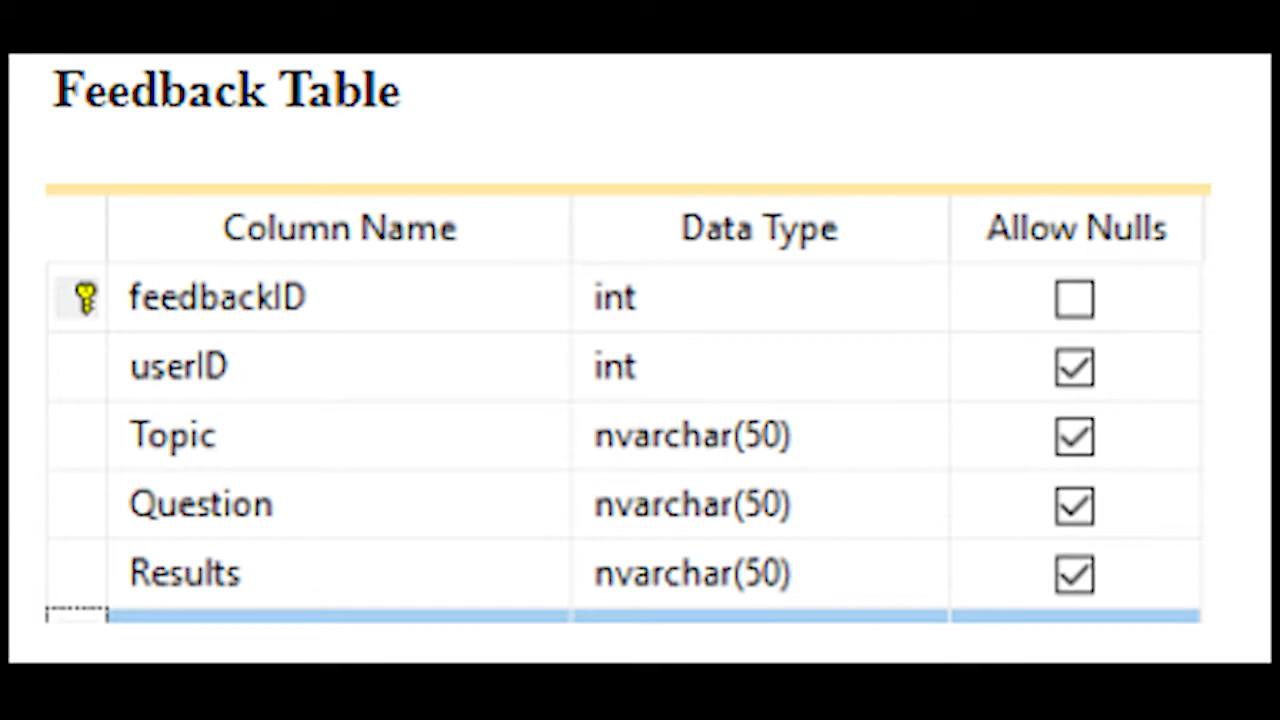 Feedback Table
Column Name Data Type Allow Nulls
feedbackID int
userID int
Topic nvarchar(50)
Question nvarchar(50)
Results nvarchar(50)